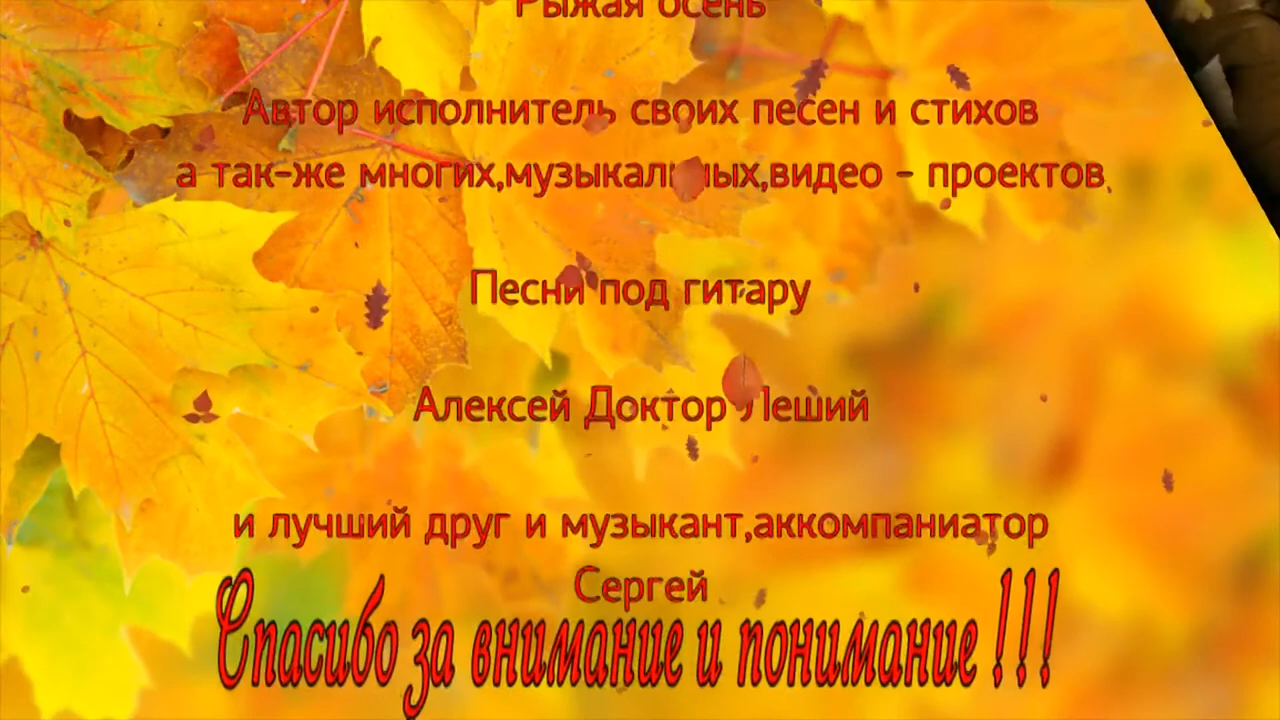 Рыжая осень
Автор исполнитель своих песен и стихов
а так-же многих,музыкальных,видео - проектов
Песни под гитару
Алексей Доктор Леший
и лучший друг и музыкант,аккомпаниатор
Сергей
Спасибо за внимание и понимание !!!